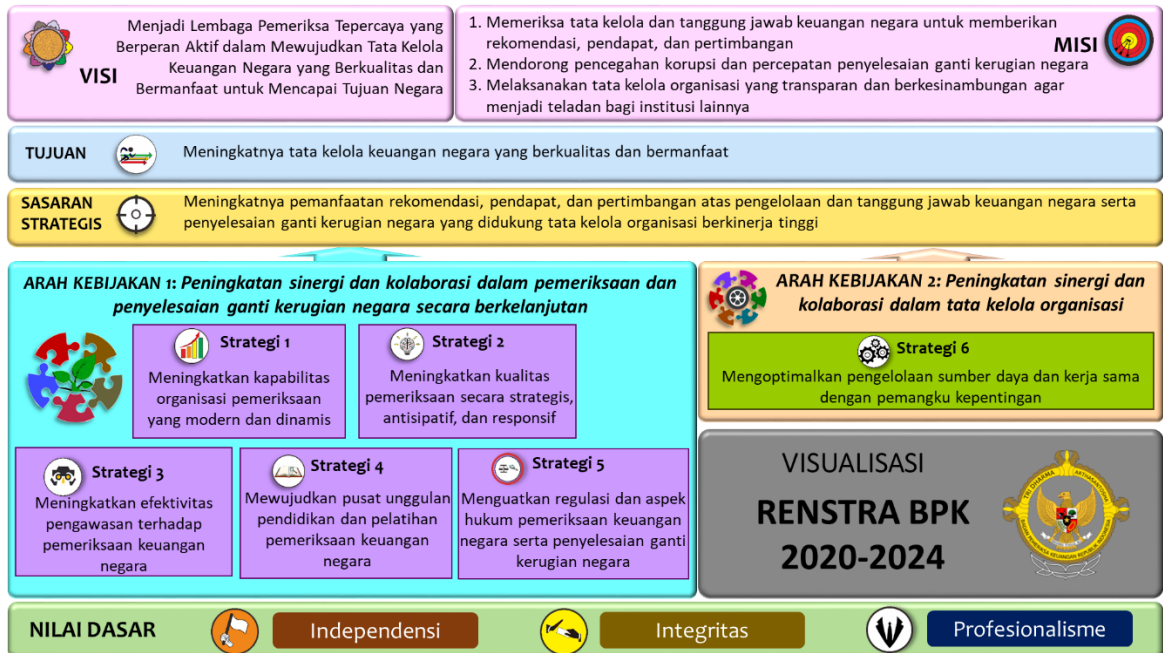 Menjadi Lembaga Pemeriksa Tepercaya yang
Berperan Aktif dalam Mewujudkan Tata Kelola
Keuangan Negara yang Berkualitas dan
Bermanfaat untuk Mencapai Tujuan Negara
VISI
1. Memeriksa tata kelola dan tanggung jawab keuangan negara untuk memberikan
rekomendasi, pendapat, dan pertimbangan
2. Mendorong pencegahan korupsi dan percepatan penyelesaian ganti kerugian negara
3. Melaksanakan tata kelola organisasi yang transparan dan berkesinambungan agar
menjadi teladan bagi institusi lainnya
MISI
TUJUAN
Meningkatnya tata kelola keuangan negara yang berkualitas dan bermanfaat
SASARAN
STRATEGIS
Meningkatnya pemanfaatan rekomendasi, pendapat, dan pertimbangan atas pengelolaan dan tanggung jawab keuangan negara serta
penyelesaian ganti kerugian negara yang didukung tata kelola organisasi berkinerja tinggi
ARAH KEBIJAKAN 1: Peningkatan sinergi dan kolaborasi dalam pemeriksaan dan
penyelesaian ganti kerugian negara secara berkelanjutan
Strategi 1
Meningkatkan kapabilitas
organisasi pemeriksaan
yang modern dan dinamis
Strategi 2
Meningkatkan kualitas
pemeriksaan secara strategis,
antisipatif, dan responsif
Strategi 3
Meningkatkan efektivitas
pengawasan terhadap
pemeriksaan keuangan
negara
Strategi 4
Mewujudkan pusat unggulan
pendidikan dan pelatihan
pemeriksaan keuangan
negara
Strategi 5
Menguatkan regulasi dan aspek
hukum pemeriksaan keuangan
negara serta penyelesaian ganti
kerugian negara
ARAH KEBIJAKAN 2: Peningkatan sinergi dan
kolaborasi dalam tata kelola organisasi
Strategi 6
Mengoptimalkan pengelolaan sumber daya dan kerja sama
dengan pemangku kepentingan
VISUALISASI
RENSTRA BPK
2020-2024
TRI DHARMA
ARTHASANTOSHA
BADAN PEMERIKSA KEUANGAN REPUBLIK INDONESIA
NILAI DASAR
Independensi
Integritas
Profesionalisme